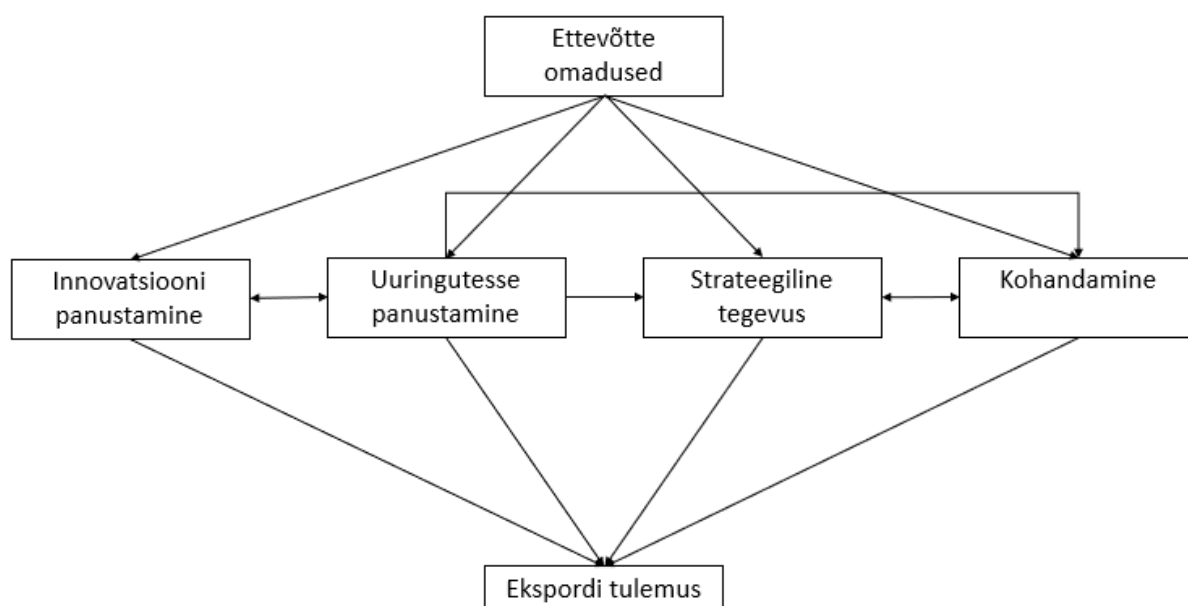 Ettevõtte
omadused
Innovatsiooni
panustamine
Uuringutesse
panustamine
Strateegiline
tegevus
Kohandamine
Ekspordi tulemus